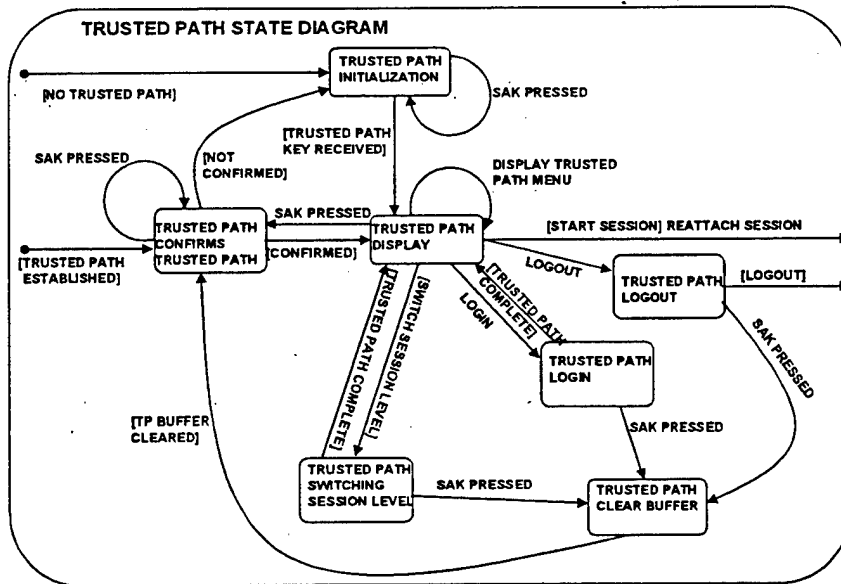 TRUSTED PATH STATE DIAGRAM
TRUSTED PATH
INITIALIZATION
[NO TRUSTED PATH]
SAK PRESSED
[TRUSTED PATH
KEY RECEIVED]
SAK PRESSED
[NOT
CONFIRMED]
DISPLAY TRUSTED
PATH MENU
TRUSTED PATH
CONFIRMS
TRUSTED PATH
SAK PRESSED
TRUSTED PATH
DISPLAY
[START SESSION] REATTACH SESSION
[CONFIRMED]
[TRUSTED PATH
ESTABLISHED]
LOGOUT
TRUSTED PATH
LOGOUT
[LOGOUT]
[TRUSTED PATH
COMPLETE]
LOGIN
[SWITCH SESSION LEVEL]
[TRUSTED PATH COMPLETE]
TRUSTED PATH
LOGIN
SAK PRESSED
[TP BUFFER
CLEARED]
SAK PRESSED
TRUSTED PATH
SWITCHING
SESSION LEVEL
SAK PRESSED
TRUSTED PATH
CLEAR BUFFER